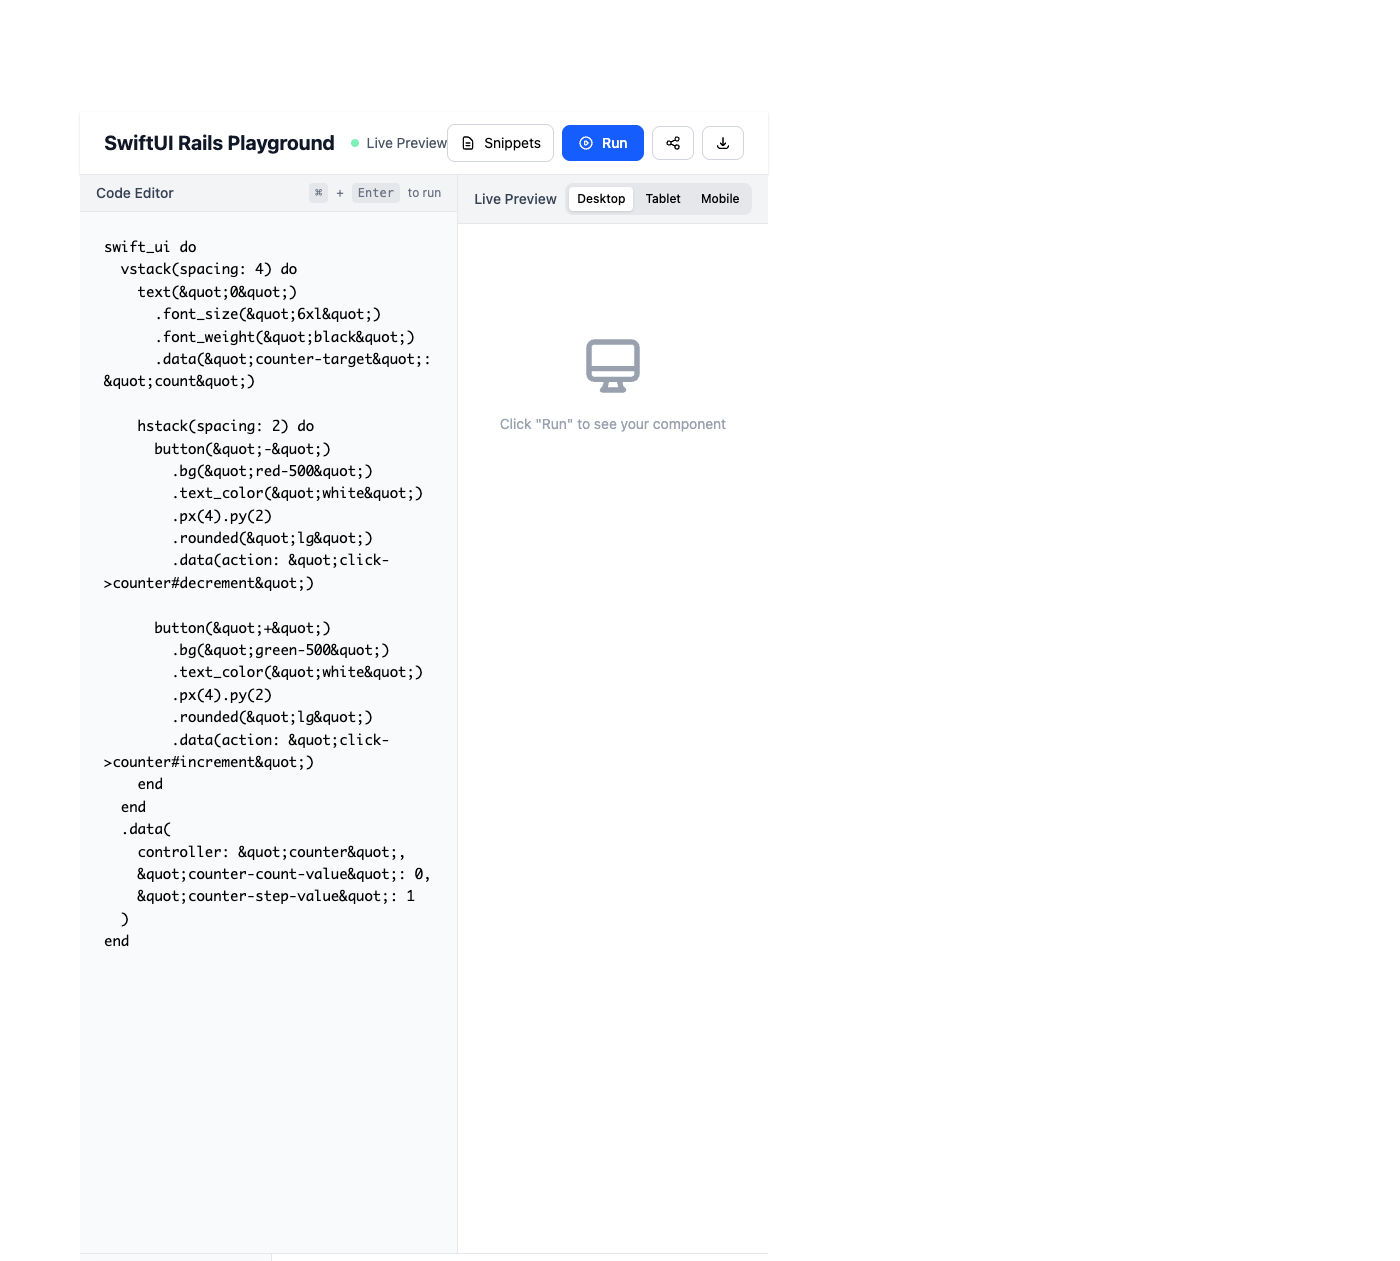 SwiftUI Rails Playground
Live Preview
Snippets
Run
Code Editor
⌘ + Enter to run
swift_ui do
  vstack(spacing: 4) do
    text(&quot;0&quot;)
      .font_size(&quot;6xl&quot;)
      .font_weight(&quot;black&quot;)
      .data(&quot;counter-target&quot;:
&quot;count&quot;)

    hstack(spacing: 2) do
      button(&quot;-&quot;)
        .bg(&quot;red-500&quot;)
        .text_color(&quot;white&quot;)
        .px(4).py(2)
        .rounded(&quot;lg&quot;)
        .data(action: &quot;click-
>counter#decrement&quot;)

      button(&quot;+&quot;)
        .bg(&quot;green-500&quot;)
        .text_color(&quot;white&quot;)
        .px(4).py(2)
        .rounded(&quot;lg&quot;)
        .data(action: &quot;click-
>counter#increment&quot;)
    end
  end
  .data(
    controller: &quot;counter&quot;,
    &quot;counter-count-value&quot;: 0,
    &quot;counter-step-value&quot;: 1
  )
end
Live Preview
Desktop
Tablet
Mobile
Click "Run" to see your component